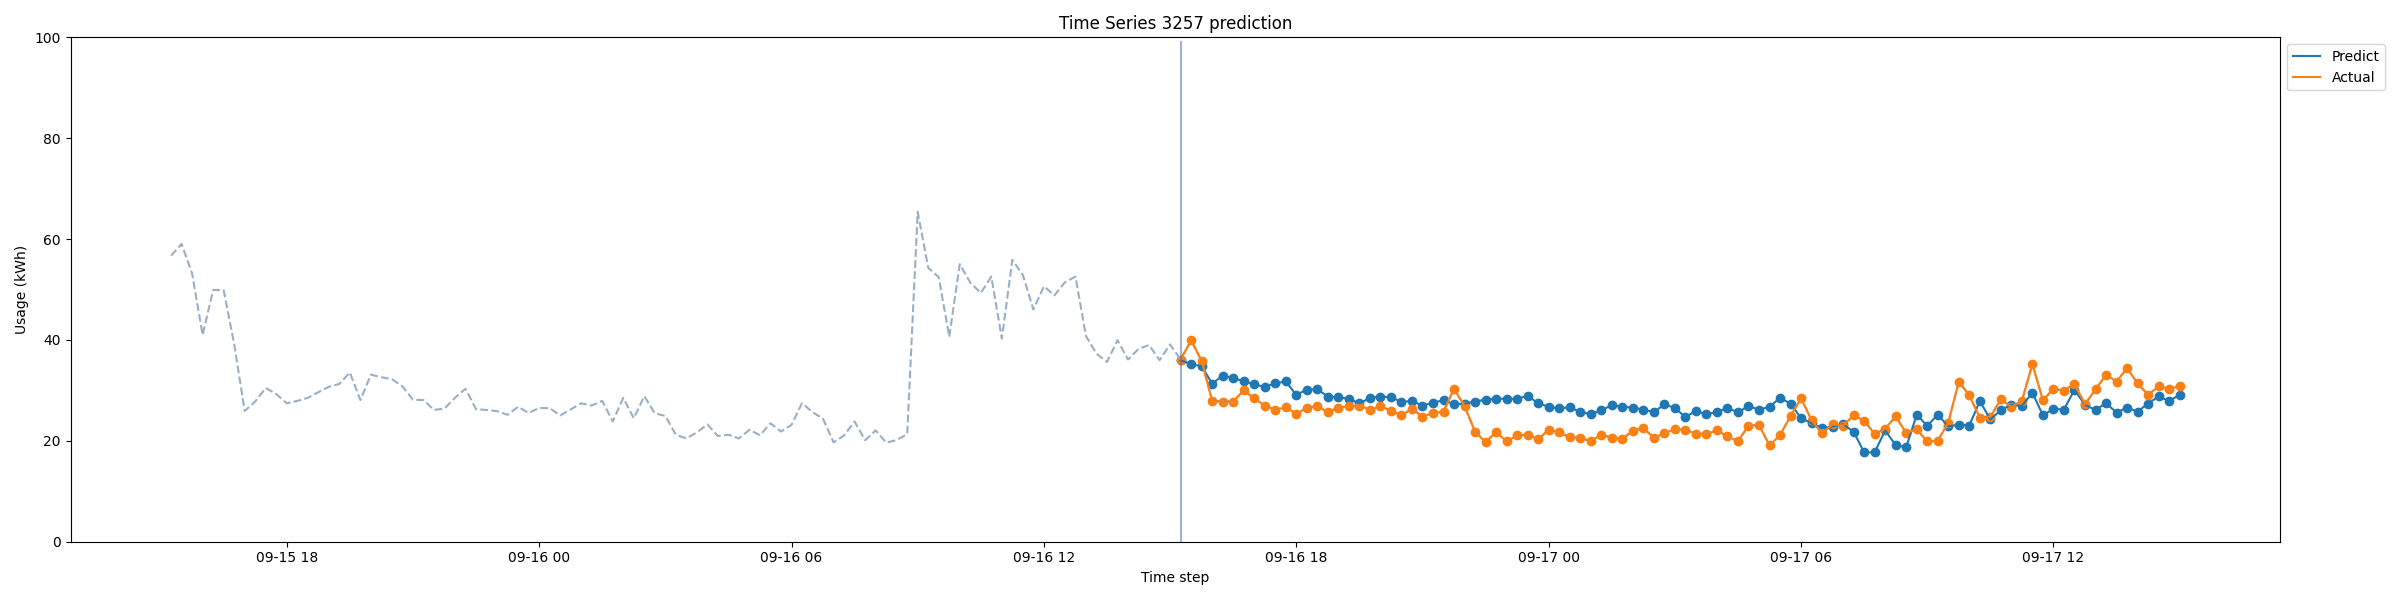 Time Series 3257 prediction
100
80
60
40
20
0
Usage (kWh)
09-15 18
09-16 00
09-16 06
09-16 12
09-16 18
09-17 00
09-17 06
09-17 12
Time step
Predict
Actual